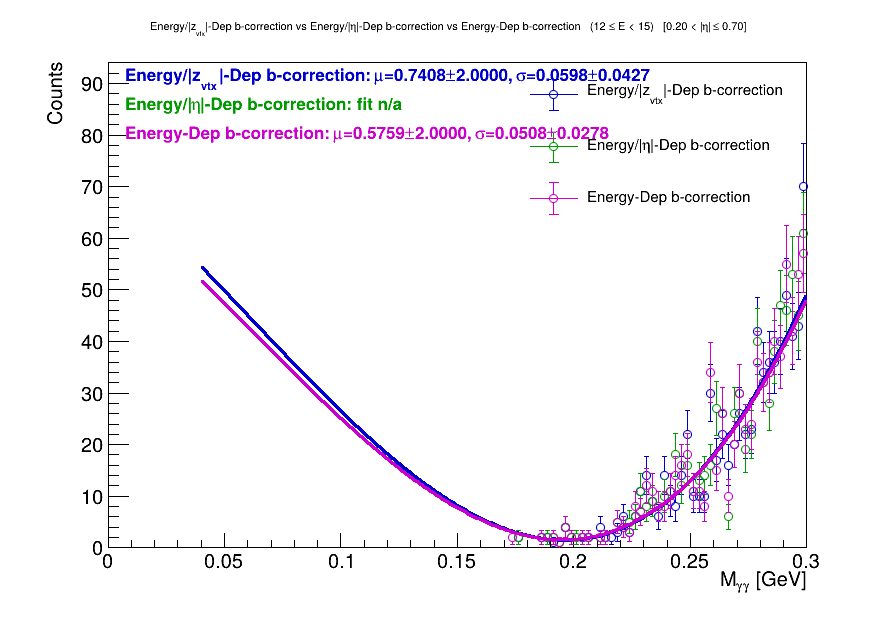 Energy/|z_vtx|-Dep b-correction vs Energy/|η|-Dep b-correction vs Energy-Dep b-correction (12 ≤ E < 15) [0.20 < |η| ≤ 0.70]
Counts
Energy/|z_vtx|-Dep b-correction: μ=0.7408±2.0000, σ=0.0598±0.0427
Energy/|η|-Dep b-correction: fit n/a
Energy-Dep b-correction: μ=0.5759±2.0000, σ=0.0508±0.0278
Energy/|z_vtx|-Dep b-correction
Energy/|η|-Dep b-correction
Energy-Dep b-correction
90
80
70
60
50
40
30
20
10
0
0 0.05 0.1 0.15 0.2 0.25 0.3
M_γγ [GeV]